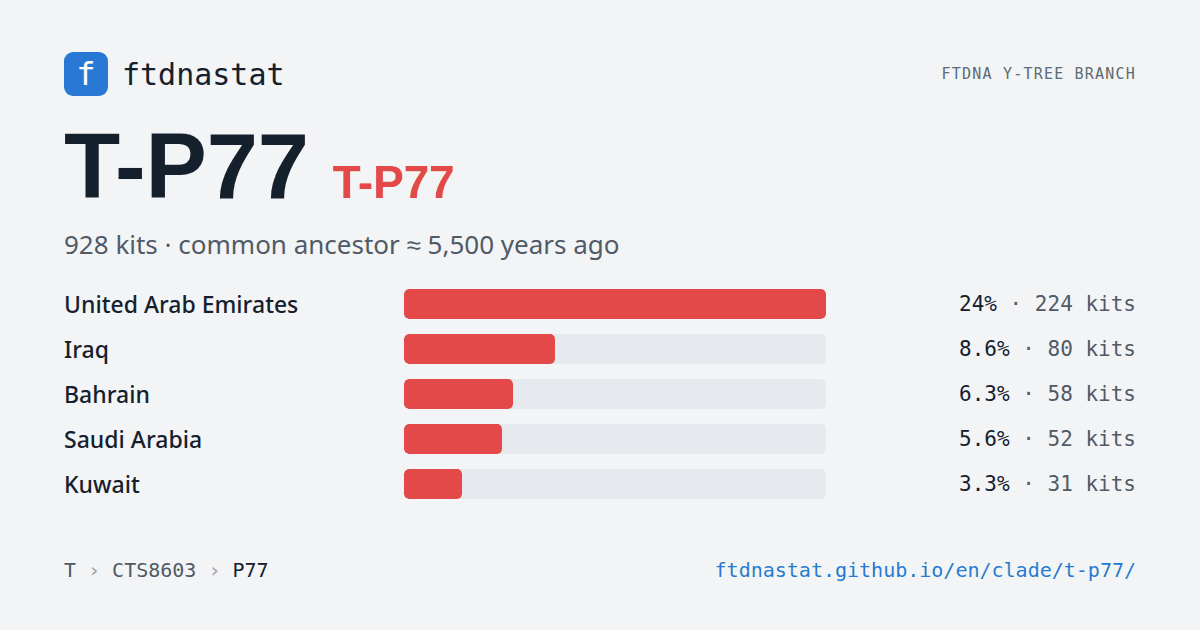 f ftdnastat
FTDNA Y-TREE BRANCH
T-P77 T-P77
928 kits · common ancestor ≈ 5,500 years ago
United Arab Emirates 24% · 224 kits
Iraq 8.6% · 80 kits
Bahrain 6.3% · 58 kits
Saudi Arabia 5.6% · 52 kits
Kuwait 3.3% · 31 kits
T › CTS8603 › P77
ftdnastat.github.io/en/clade/t-p77/